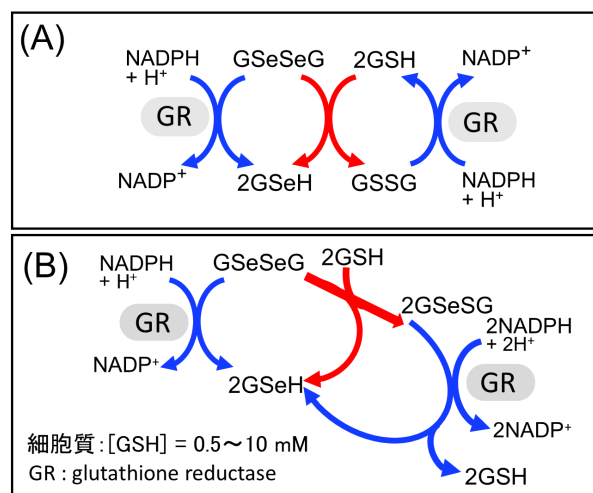 (A)
NADPH
+ H⁺
GSeSeG
2GSH
NADP⁺
GR
GR
NADP⁺
2GSeH
GSSG
NADPH
+ H⁺
(B)
NADPH
+ H⁺
GSeSeG
2GSH
2GSeSG
GR
2NADPH
+ 2H⁺
NADP⁺
2GSeH
GR
2NADP⁺
細胞質:[GSH] = 0.5~10 mM
GR : glutathione reductase
2GSH